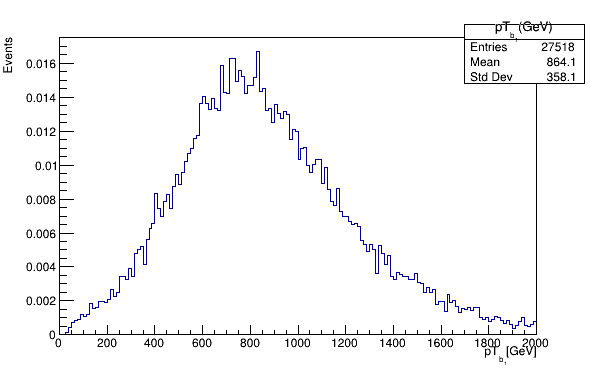 pT_b_1 (GeV)
Entries 27518
Mean 864.1
Std Dev 358.1
Events
0.016
0.014
0.012
0.01
0.008
0.006
0.004
0.002
0
0 200 400 600 800 1000 1200 1400 1600 1800 2000
pT_b_1 [GeV]